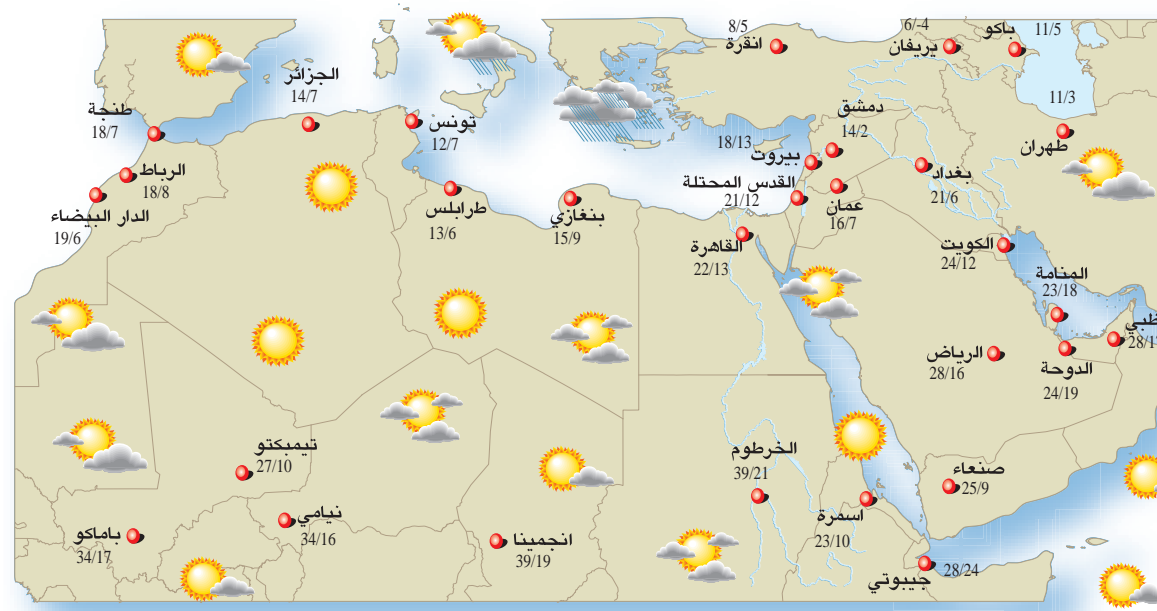 8/5
انقرة
6/-4
يريفان
باكو
11/5
11/3
طهران
الجزائر
14/7
طنجة
18/7
تونس
12/7
دمشق
14/2
18/13
بيروت
بغداد
21/6
الرباط
18/8
الدار البيضاء
19/6
طرابلس
13/6
بنغازي
15/9
القدس المحتلة
21/12
عمان
16/7
القاهرة
22/13
الكويت
24/12
المنامة
23/18
ظبي
الرياض
28/16
الدوحة
24/19
تيمبكتو
27/10
الخرطوم
39/21
صنعاء
25/9
باماكو
34/17
نيامي
34/16
انجمينا
39/19
اسمرة
23/10
جيبوتي
28/24